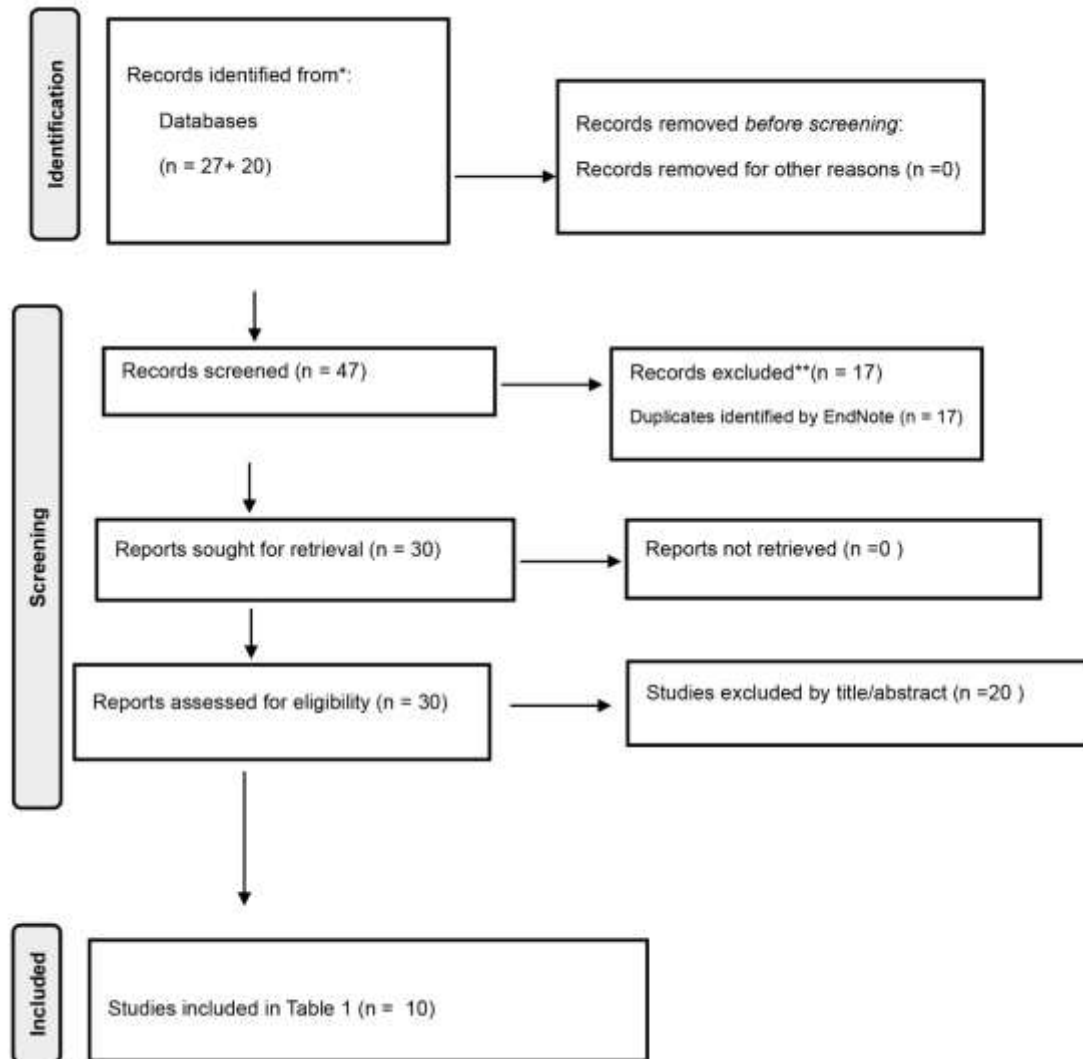 Identification
Records identified from*:
Databases
(n = 27+ 20)
Records removed before screening:
Records removed for other reasons (n =0)
Screening
Records screened (n = 47)
Records excluded**(n = 17)
Duplicates identified by EndNote (n = 17)
Reports sought for retrieval (n = 30)
Reports not retrieved (n =0 )
Reports assessed for eligibility (n = 30)
Studies excluded by title/abstract (n =20 )
Included
Studies included in Table 1 (n =  10)